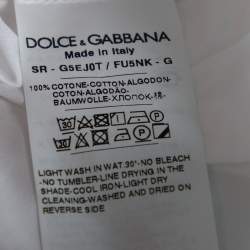 DOLCE & GABBANA
Made in Italy
SR - G5EJ0T / FU5NK - G
100% COTONE-COTTON-ALGODON-
COTON-ALGODÃO-
BAUMWOLLE-ХЛОПОК-棉
30 P
LIGHT WASH IN WAT.30°-NO BLEACH
-NO TUMBLER-LINE DRYING IN THE
SHADE-COOL IRON-LIGHT DRY
CLEANING-WASHED AND DRIED ON
REVERSE SIDE